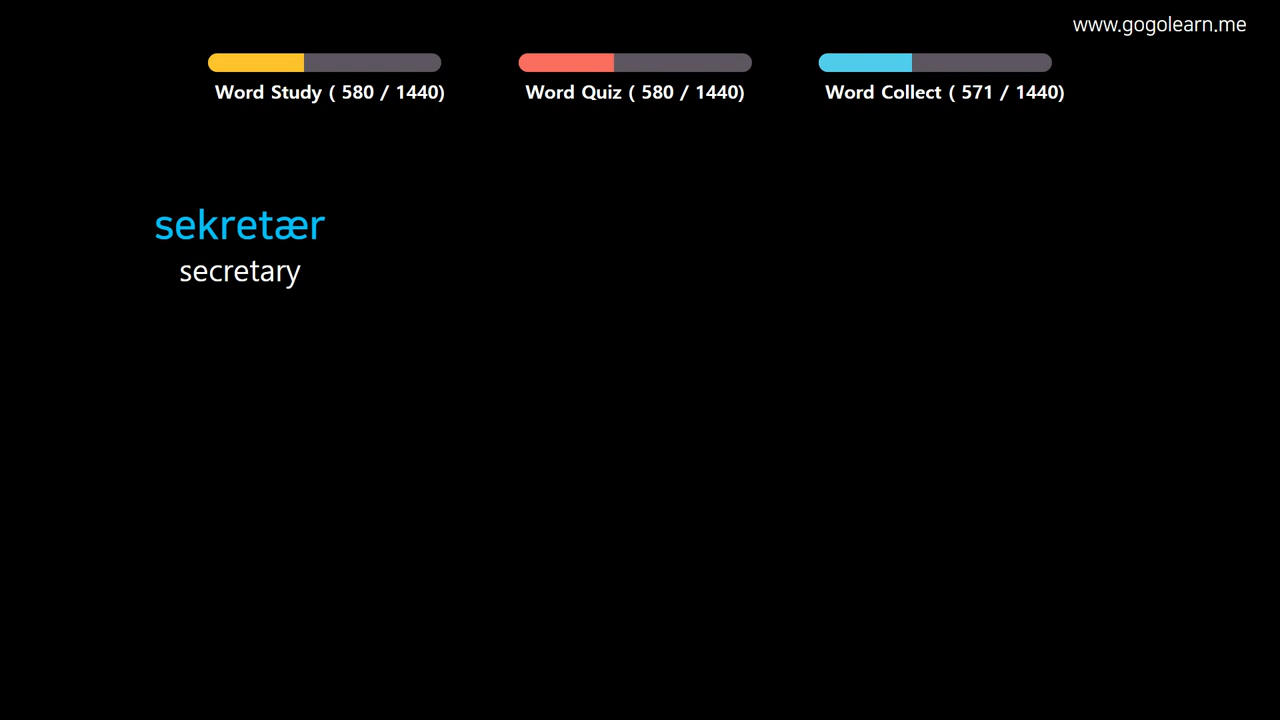 www.gogolearn.me
Word Study ( 580 / 1440)
Word Quiz ( 580 / 1440)
Word Collect ( 571 / 1440)
sekretær
secretary